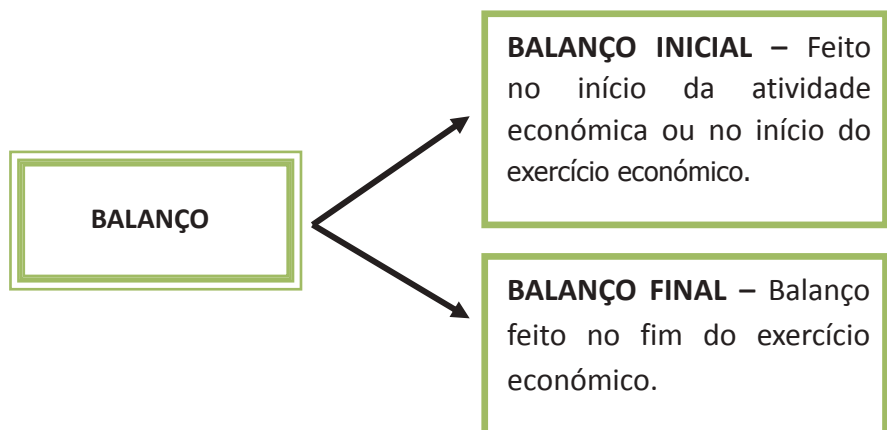 BALANÇO
BALANÇO INICIAL – Feito
no início da atividade
económica ou no início do
exercício económico.
BALANÇO FINAL – Balanço
feito no fim do exercício
económico.